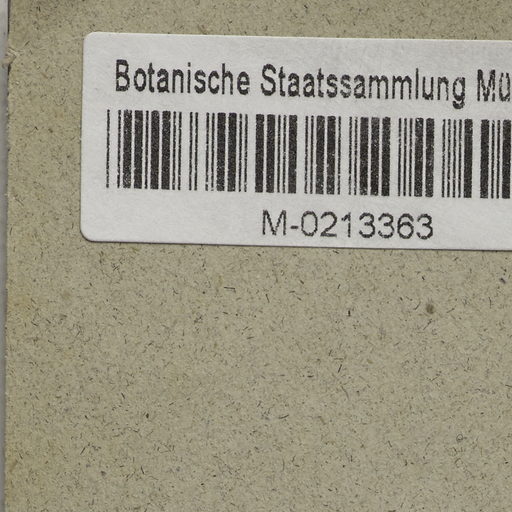 Botanische Staatssammlung Mü
M-0213363